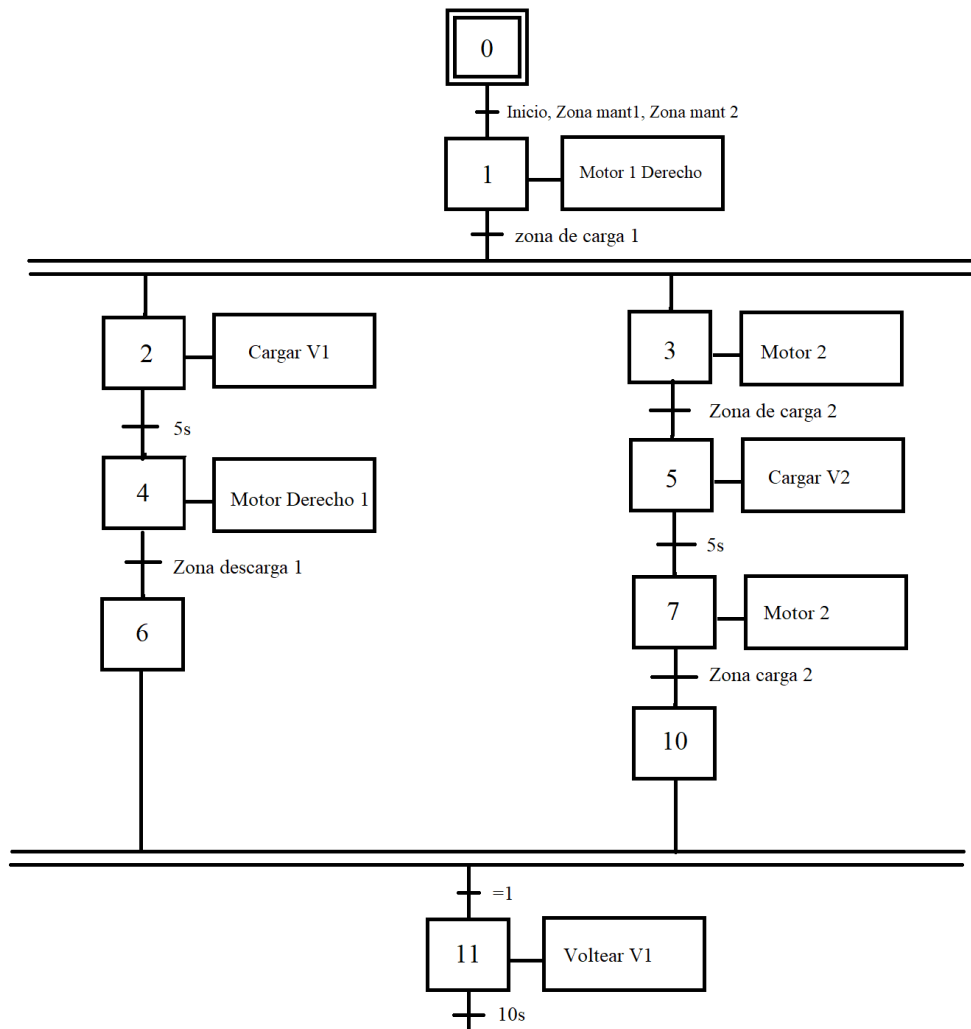 0
Inicio, Zona mant1, Zona mant 2
1
Motor 1 Derecho
zona de carga 1
2
Cargar V1
3
Motor 2
5s
Zona de carga 2
4
Motor Derecho 1
5
Cargar V2
Zona descarga 1
5s
6
7
Motor 2
Zona carga 2
10
=1
11
Voltear V1
10s